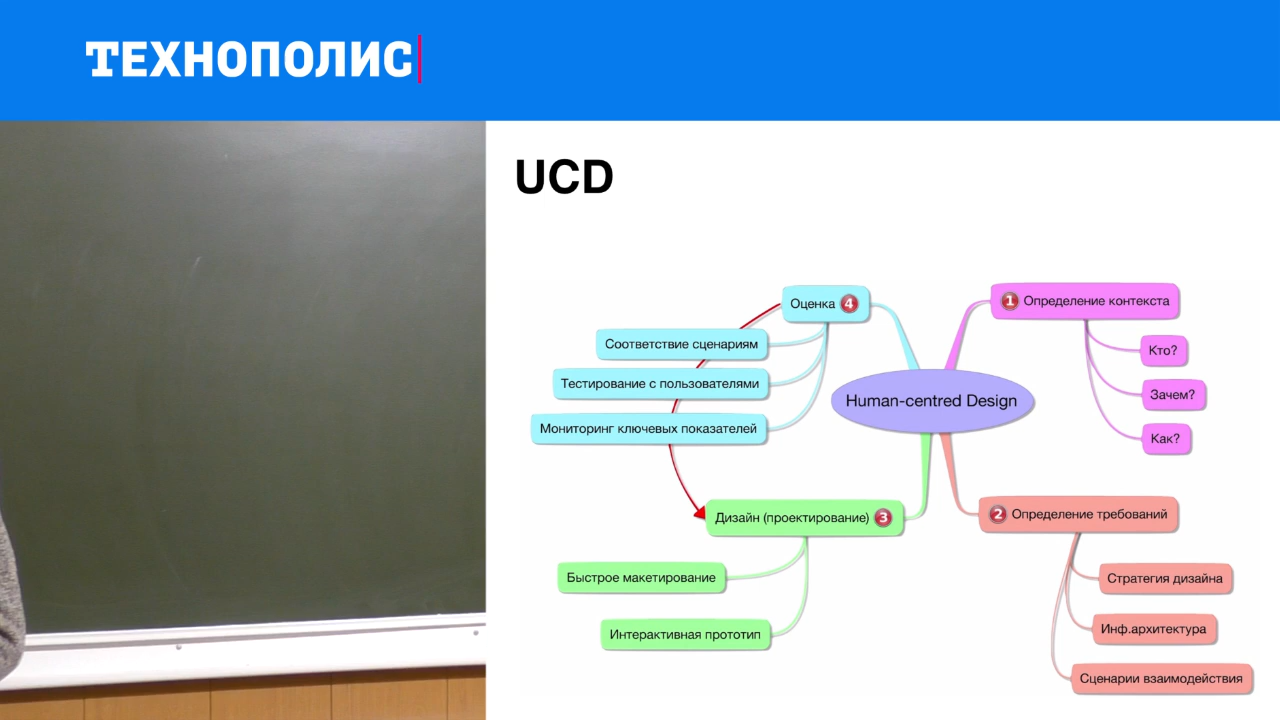 ТЕХНОПОЛИС
UCD
Human-centred Design
1 Определение контекста
Кто?
Зачем?
Как?
2 Определение требований
Стратегия дизайна
Инф.архитектура
Сценарии взаимодействия
Дизайн (проектирование) 3
Быстрое макетирование
Интерактивная прототип
Оценка 4
Соответствие сценариям
Тестирование с пользователями
Мониторинг ключевых показателей